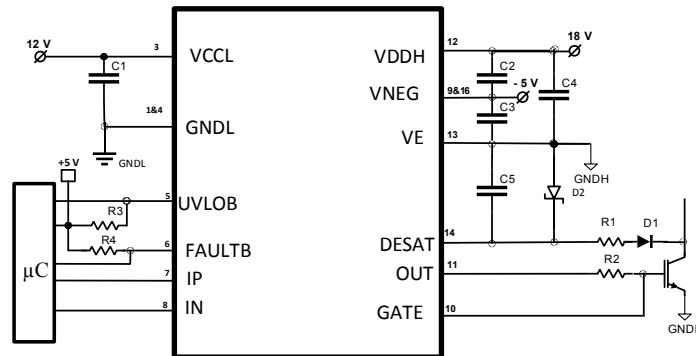 12 V
3
VCCL
C1
1&4
GNDL
GNDL
+5 V
μC
R3
5
UVLOB
R4
6
FAULTB
7
IP
8
IN
VDDH
12
18 V
C2
VNEG
9&16
- 5 V
C4
C3
VE
13
GNDH
C5
D2
DESAT
14
R1
D1
OUT
11
R2
GATE
10